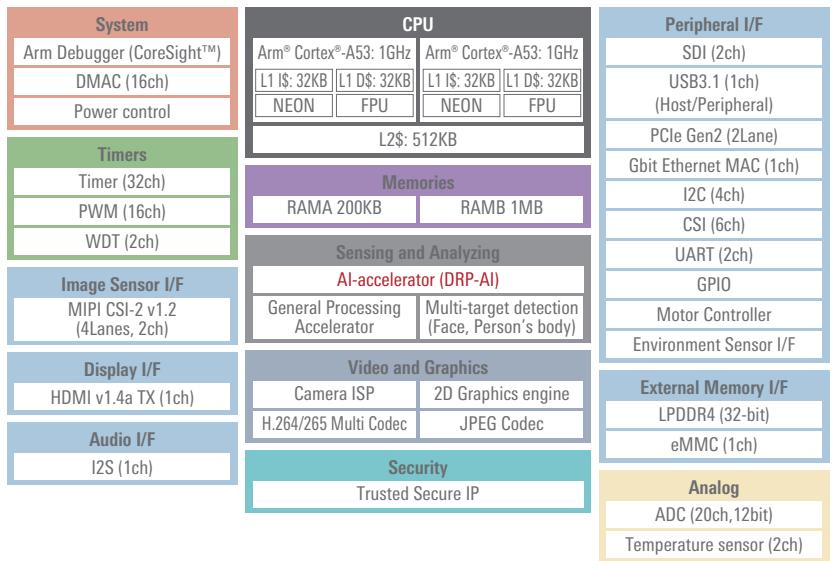 System
Arm Debugger (CoreSight™)
DMAC (16ch)
Power control
Timers
Timer (32ch)
PWM (16ch)
WDT (2ch)
Image Sensor I/F
MIPI CSI-2 v1.2
(4Lanes, 2ch)
Display I/F
HDMI v1.4a TX (1ch)
Audio I/F
I2S (1ch)
CPU
Arm® Cortex®-A53: 1GHz
L1 I$: 32KB
L1 D$: 32KB
NEON
FPU
Arm® Cortex®-A53: 1GHz
L1 I$: 32KB
L1 D$: 32KB
NEON
FPU
L2$: 512KB
Memories
RAMA 200KB
RAMB 1MB
Sensing and Analyzing
AI-accelerator (DRP-AI)
General Processing
Accelerator
Multi-target detection
(Face, Person's body)
Video and Graphics
Camera ISP
2D Graphics engine
H.264/265 Multi Codec
JPEG Codec
Security
Trusted Secure IP
Peripheral I/F
SDI (2ch)
USB3.1 (1ch)
(Host/Peripheral)
PCIe Gen2 (2Lane)
Gbit Ethernet MAC (1ch)
I2C (4ch)
CSI (6ch)
UART (2ch)
GPIO
Motor Controller
Environment Sensor I/F
External Memory I/F
LPDDR4 (32-bit)
eMMC (1ch)
Analog
ADC (20ch,12bit)
Temperature sensor (2ch)